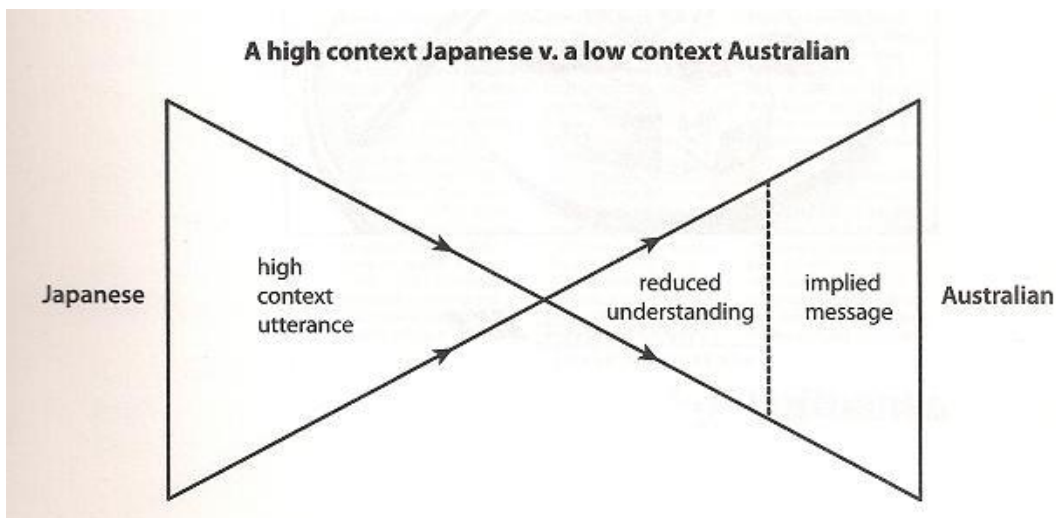 A high context Japanese v. a low context Australian
Japanese
high
context
utterance
reduced
understanding
implied
message
Australian